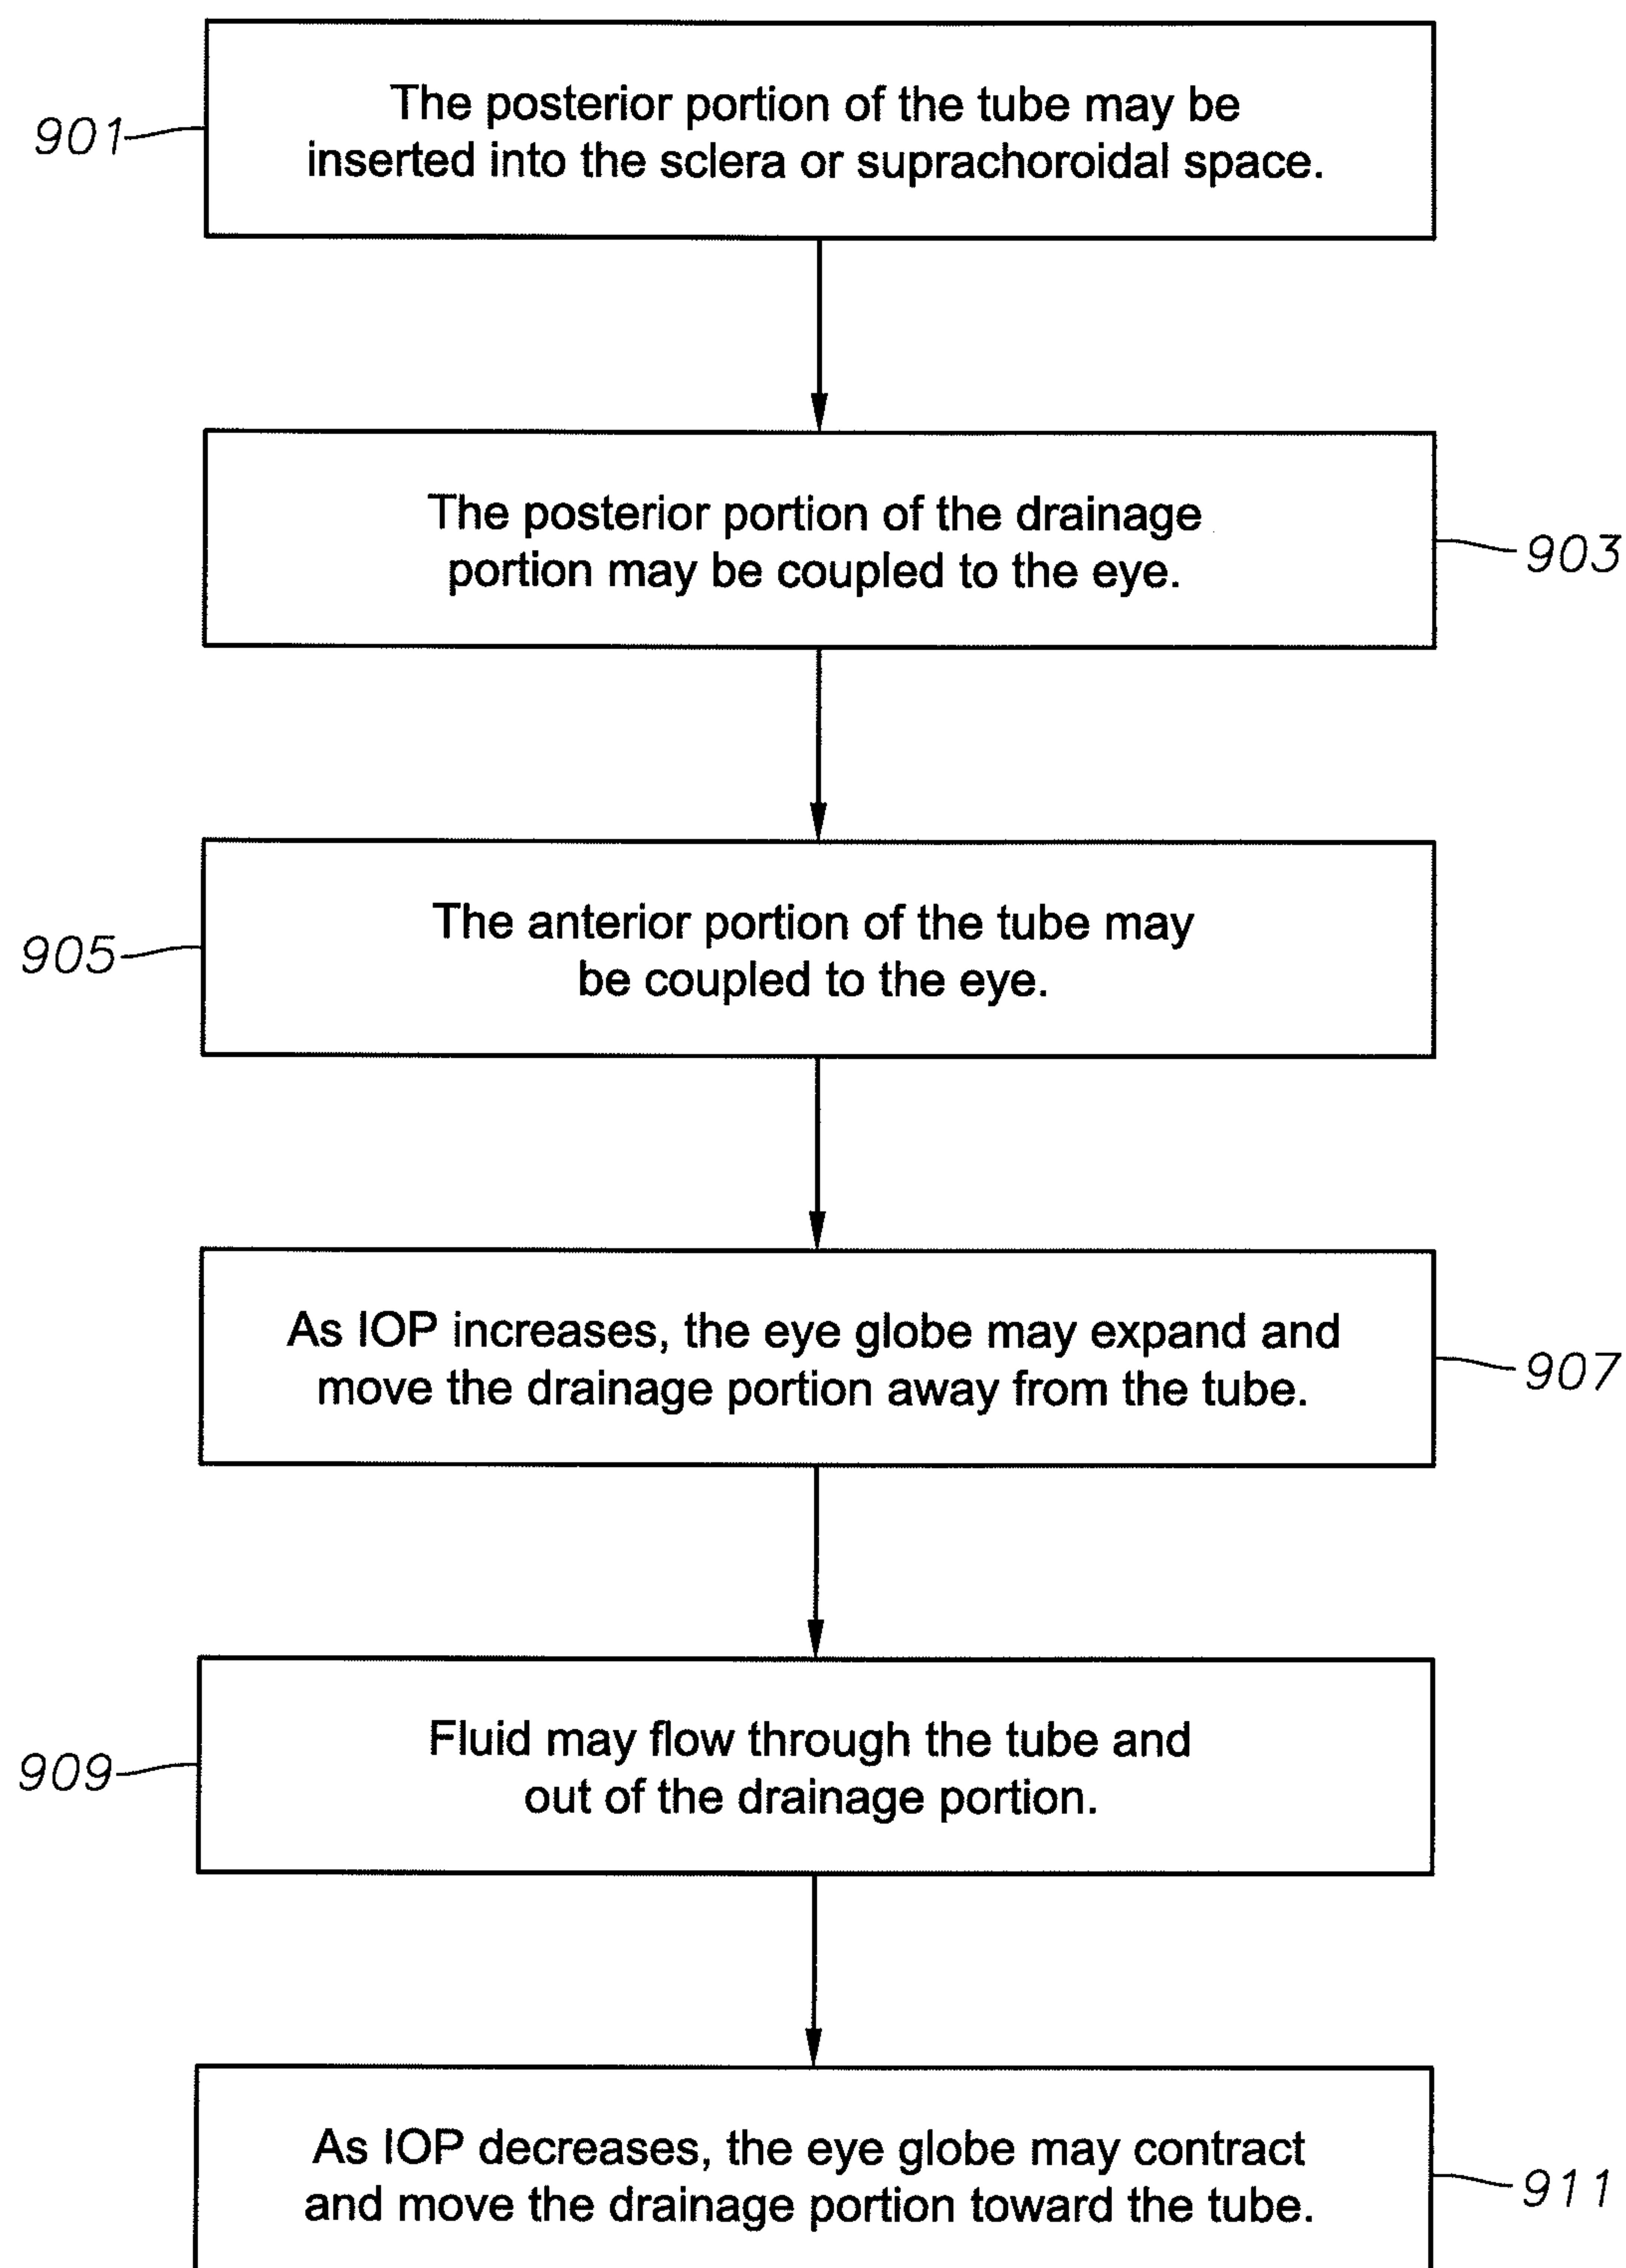 The posterior portion of the tube may be
inserted into the sclera or suprachoroidal space.
901
The posterior portion of the drainage
portion may be coupled to the eye.
903
The anterior portion of the tube may
be coupled to the eye.
905
As IOP increases, the eye globe may expand and
move the drainage portion away from the tube.
907
Fluid may flow through the tube and
out of the drainage portion.
909
As IOP decreases, the eye globe may contract
and move the drainage portion toward the tube.
911